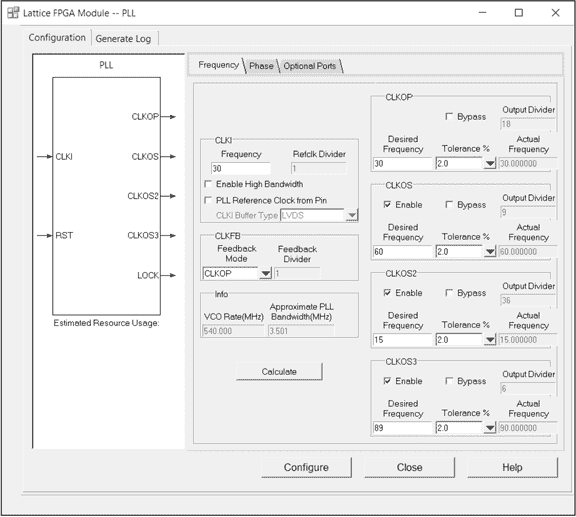 Lattice FPGA Module -- PLL
Configuration Generate Log
PLL
CLKI
RST
CLKOP
CLKOS
CLKOS2
CLKOS3
LOCK
Estimated Resource Usage:
Frequency Phase Optional Ports
CLKI
Frequency Refclk Divider
30 1
Enable High Bandwidth
PLL Reference Clock from Pin
CLKI Buffer Type LVDS
CLKFB
Feedback Mode Feedback Divider
CLKOP 1
Info
VCO Rate(MHz) Approximate PLL Bandwidth(MHz)
540.000 3.501
Calculate
CLKOP
Bypass Output Divider
18
Desired Frequency Tolerance % Actual Frequency
30 2.0 30.000000
CLKOS
Enable Bypass Output Divider
9
Desired Frequency Tolerance % Actual Frequency
60 2.0 60.000000
CLKOS2
Enable Bypass Output Divider
36
Desired Frequency Tolerance % Actual Frequency
15 2.0 15.000000
CLKOS3
Enable Bypass Output Divider
6
Desired Frequency Tolerance % Actual Frequency
89 2.0 90.000000
Configure Close Help